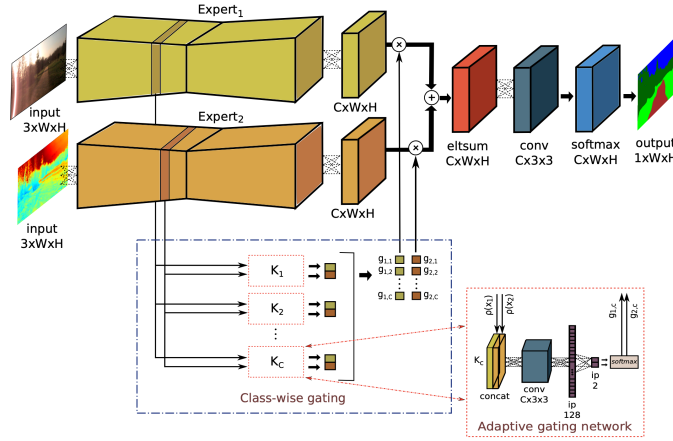 Expert1
CxWxH
input
3xWxH
Expert2
CxWxH
input
3xWxH
eltsum
CxWxH
conv
Cx3x3
softmax
CxWxH
output
1xWxH
K1
K2
⋮
KC
g1,1 g2,1
g1,2 g2,2
⋮ ⋮
g1,C g2,C
Class-wise gating
ρ(x1)
ρ(x2)
g1,c
g2,c
Kc
concat
conv
Cx3x3
ip
128
ip
2
softmax
Adaptive gating network